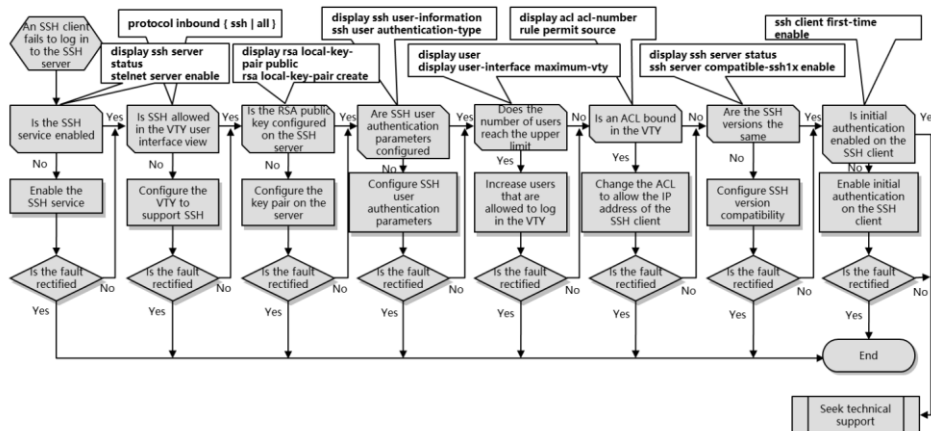 An SSH client
fails to log in
to the SSH
server
protocol inbound { ssh | all }
display ssh server
status
stelnet server enable
display rsa local-key-
pair public
rsa local-key-pair create
display ssh user-information
ssh user authentication-type
display user
display user-interface maximum-vty
display acl acl-number
rule permit source
display ssh server status
ssh server compatible-ssh1x enable
ssh client first-time
enable
Is the SSH
service enabled
Yes
No
Is SSH allowed
in the VTY user
interface view
Yes
No
Is the RSA public
key configured
on the SSH
server
Yes
No
Are SSH user
authentication
parameters
configured
Yes
No
Does the
number of users
reach the upper
limit
No
Yes
Is an ACL bound
in the VTY
No
Yes
Are the SSH
versions the
same
Yes
No
Is initial
authentication
enabled on the
SSH client
Yes
No
Enable the
SSH service
Configure the
VTY to
support SSH
Configure the
key pair on the
server
Configure SSH
user
authentication
parameters
Increase users
that are
allowed to log
in the VTY
Change the ACL
to allow the IP
address of the
SSH client
Configure SSH
version
compatibility
Enable initial
authentication
on the SSH
client
Is the fault
rectified
No
Yes
Is the fault
rectified
No
Yes
Is the fault
rectified
No
Yes
Is the fault
rectified
No
Yes
Is the fault
rectified
No
Yes
Is the fault
rectified
No
Yes
Is the fault
rectified
No
Yes
Is the fault
rectified
No
Yes
End
Seek technical
support